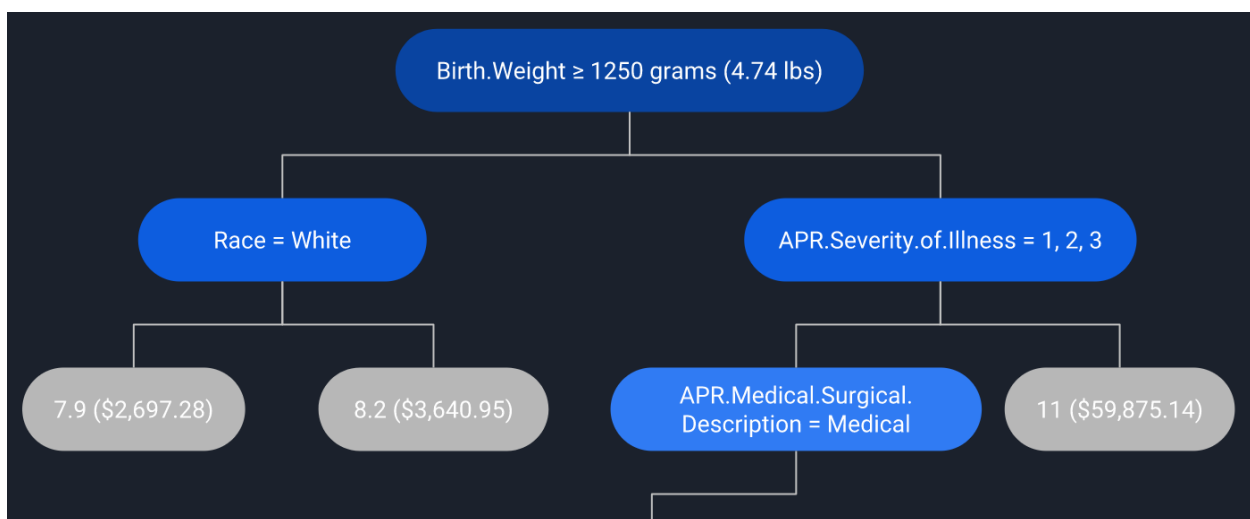 Birth.Weight ≥ 1250 grams (4.74 lbs)
Race = White
APR.Severity.of.Illness = 1, 2, 3
7.9 ($2,697.28)
8.2 ($3,640.95)
APR.Medical.Surgical.
Description = Medical
11 ($59,875.14)